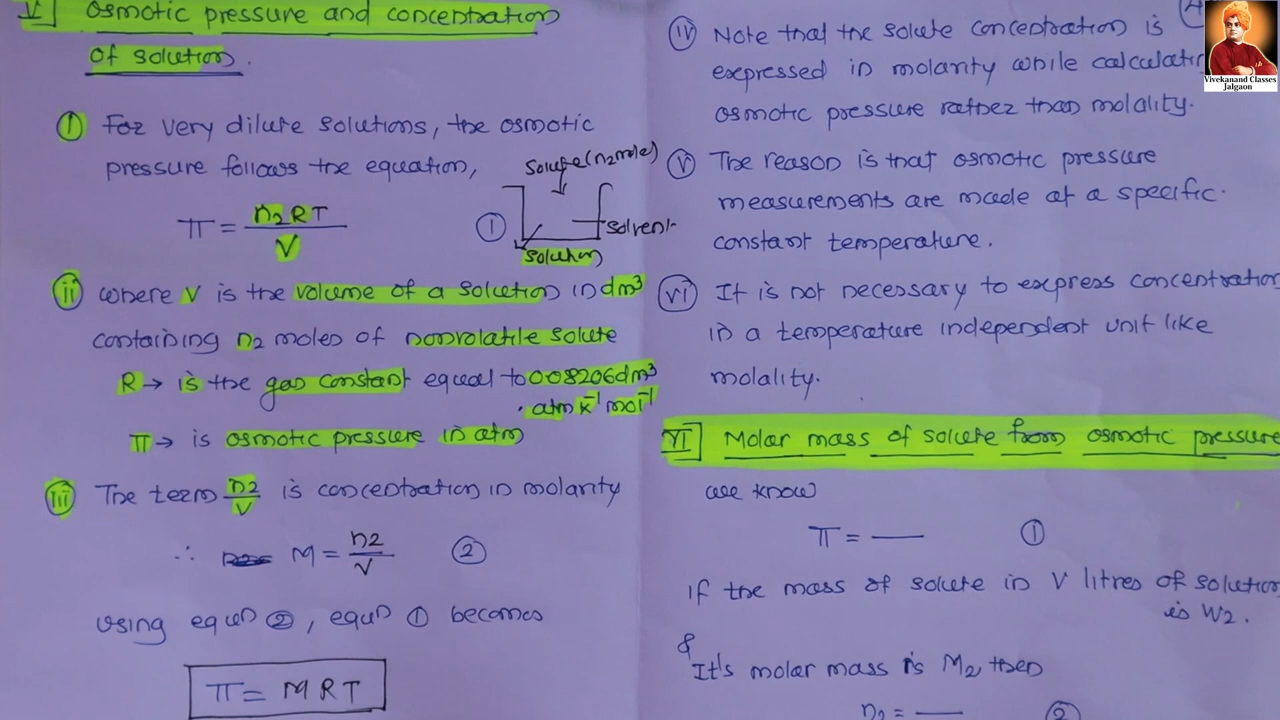 V] Osmotic pressure and concentration
of solution.
i) For very dilute solutions, the osmotic
pressure follows the equation,
π = n₂RT / V ①
Solute (n₂ mole)
solvent
solution
ii) where V is the volume of a solution in dm³
containing n₂ moles of nonvolatile solute
R → is the gas constant equal to 0.08206 dm³
. atm K⁻¹ mol⁻¹
π → is osmotic pressure in atm
iii) The term n2/V is concentration in molarity
∴ M = n2/V ②
using equn ②, equn ① becomes
π = MRT
iv) Note that the solute concentration is
expressed in molarity while calculatin
osmotic pressure rather than molality.
v) The reason is that osmotic pressure
measurements are made at a specific
constant temperature.
vi) It is not necessary to express concentration
in a temperature independent unit like
molality.
VI] Molar mass of solute from osmotic pressure
we know
π = — ①
If the mass of solute in V litres of solution
is W2.
&
It's molar mass is M2 then
n2 = — ②
Vivekanand Classes
Jalgaon